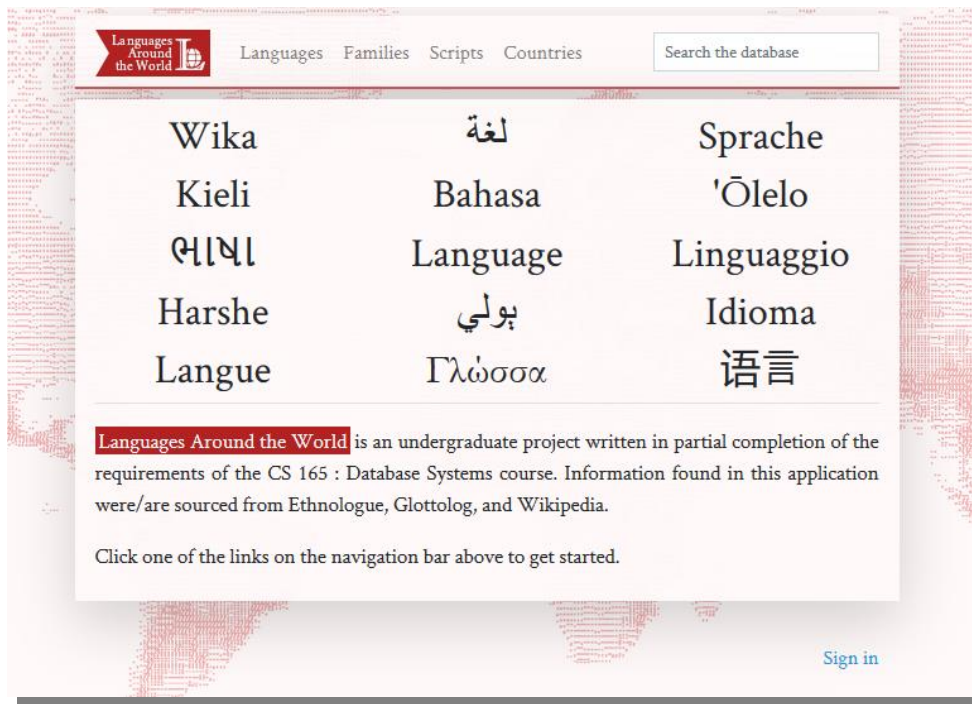 Languages
Around
the World
Languages Families Scripts Countries
Search the database
Wika لغة Sprache
Kieli Bahasa 'Ōlelo
ભાષા Language Linguaggio
Harshe ٻولي Idioma
Langue Γλώσσα 语言
Languages Around the World is an undergraduate project written in partial completion of the
requirements of the CS 165 : Database Systems course. Information found in this application
were/are sourced from Ethnologue, Glottolog, and Wikipedia.
Click one of the links on the navigation bar above to get started.
Sign in